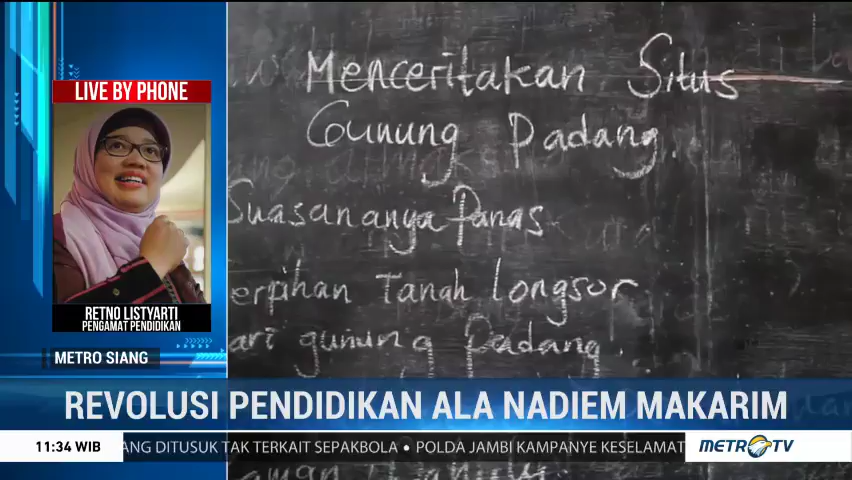 LIVE BY PHONE
RETNO LISTYARTI
PENGAMAT PENDIDIKAN
METRO SIANG
Menceritakan Situs
Gunung Padang.
Suasananya Panas
erpihan Tanah longsor
ari gunung Padang.
REVOLUSI PENDIDIKAN ALA NADIEM MAKARIM
11:34 WIB
ANG DITUSUK TAK TERKAIT SEPAKBOLA • POLDA JAMBI KAMPANYE KESELAMAT
METRO TV